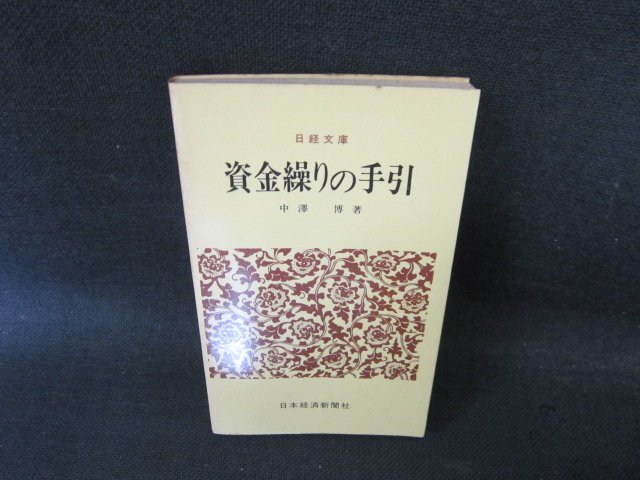 日経文庫
資金繰りの手引
中澤 博著
日本経済新聞社